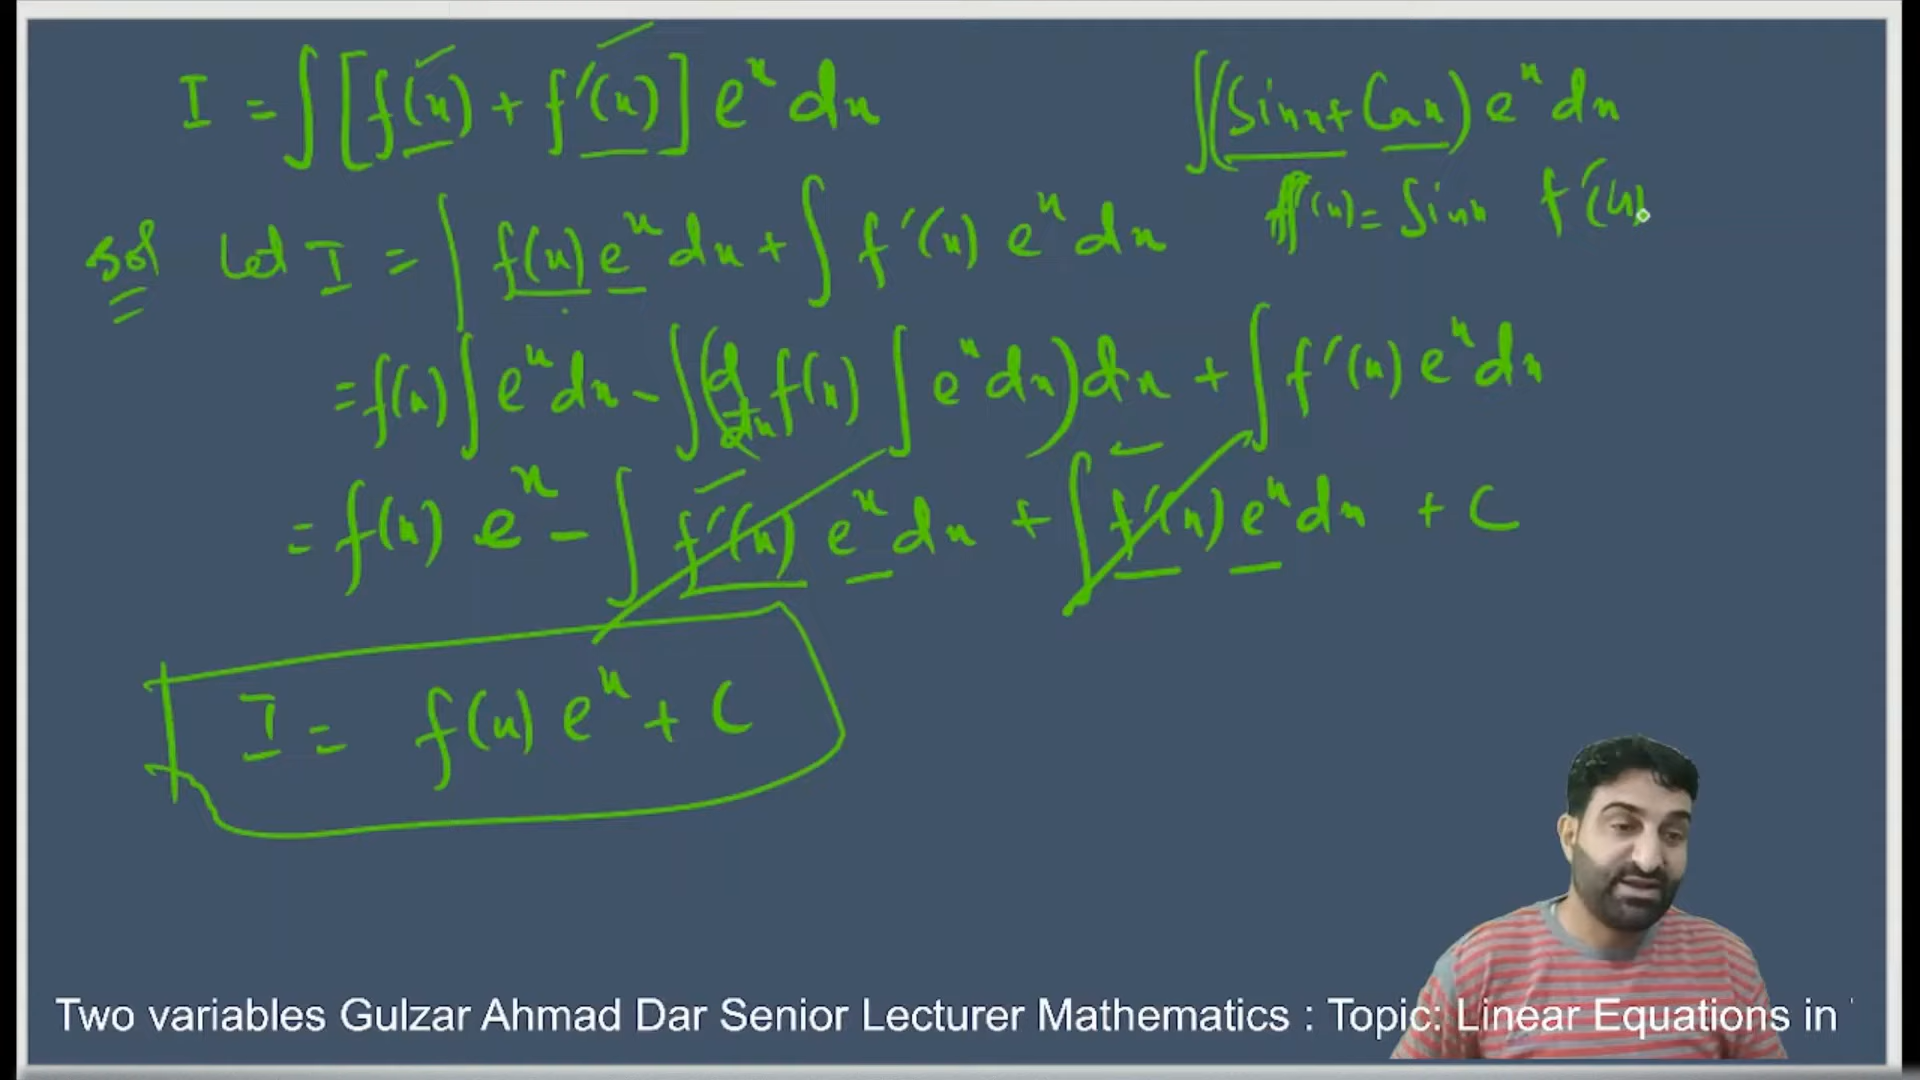 I = ∫ [f(x) + f'(x)] eˣ dx
∫(Sinx + Cosx) eˣ dx
f(x) = Sinx f'(x)
Sol Let I = ∫ f(x) eˣ dx + ∫ f'(x) eˣ dx
= f(x) ∫ eˣ dx - ∫(d/dx f(x) ∫ eˣ dx) dx + ∫ f'(x) eˣ dx
= f(x) eˣ - ∫ f'(x) eˣ dx + ∫ f'(x) eˣ dx + C
I = f(x) eˣ + C
Two variables Gulzar Ahmad Dar Senior Lecturer Mathematics : Topic: Linear Equations in